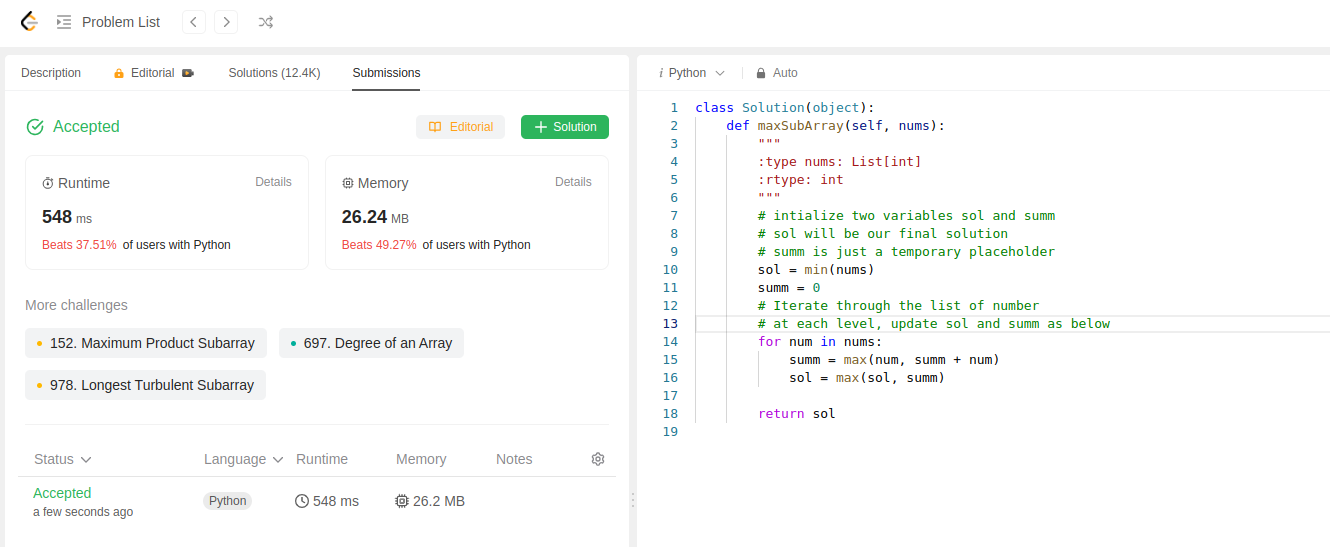 Problem List
Description Editorial Solutions (12.4K) Submissions
Accepted Editorial Solution
Runtime Details
548 ms
Beats 37.51% of users with Python
Memory Details
26.24 MB
Beats 49.27% of users with Python
More challenges
152. Maximum Product Subarray 697. Degree of an Array
978. Longest Turbulent Subarray
Status Language Runtime Memory Notes
Accepted Python 548 ms 26.2 MB
a few seconds ago
i Python Auto
1 class Solution(object):
2     def maxSubArray(self, nums):
3         """
4         :type nums: List[int]
5         :rtype: int
6         """
7         # intialize two variables sol and summ
8         # sol will be our final solution
9         # summ is just a temporary placeholder
10         sol = min(nums)
11         summ = 0
12         # Iterate through the list of number
13         # at each level, update sol and summ as below
14         for num in nums:
15             summ = max(num, summ + num)
16             sol = max(sol, summ)
17
18         return sol
19